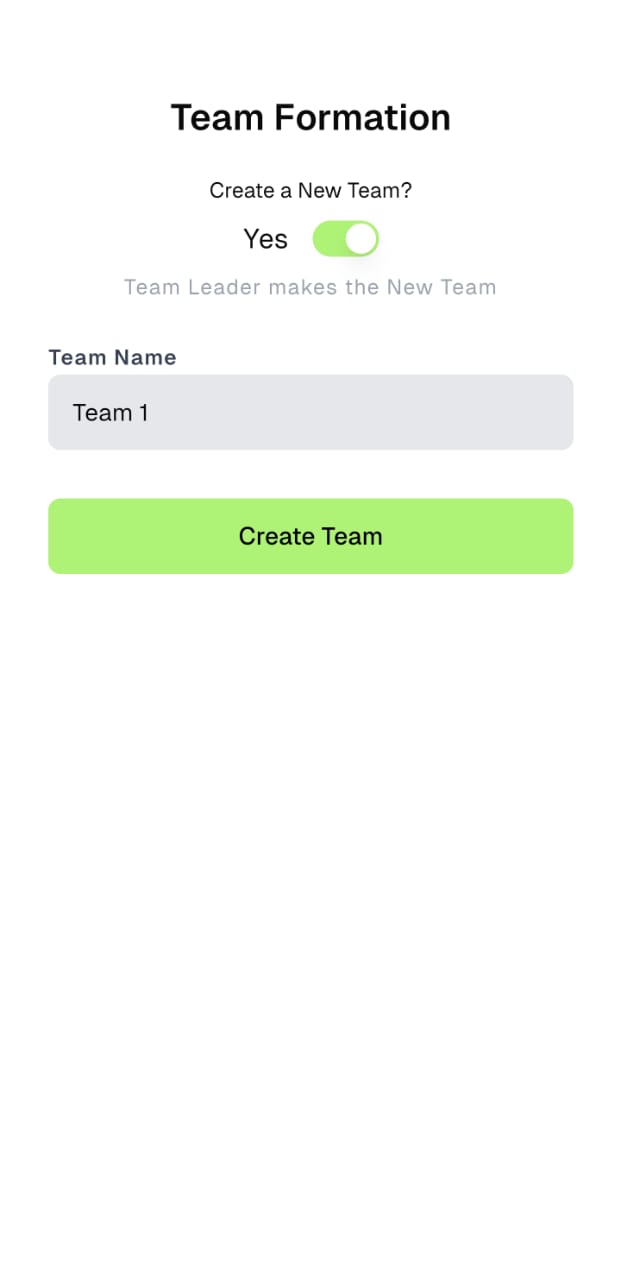 Team Formation
Create a New Team?
Yes
Team Leader makes the New Team
Team Name
Team 1
Create Team